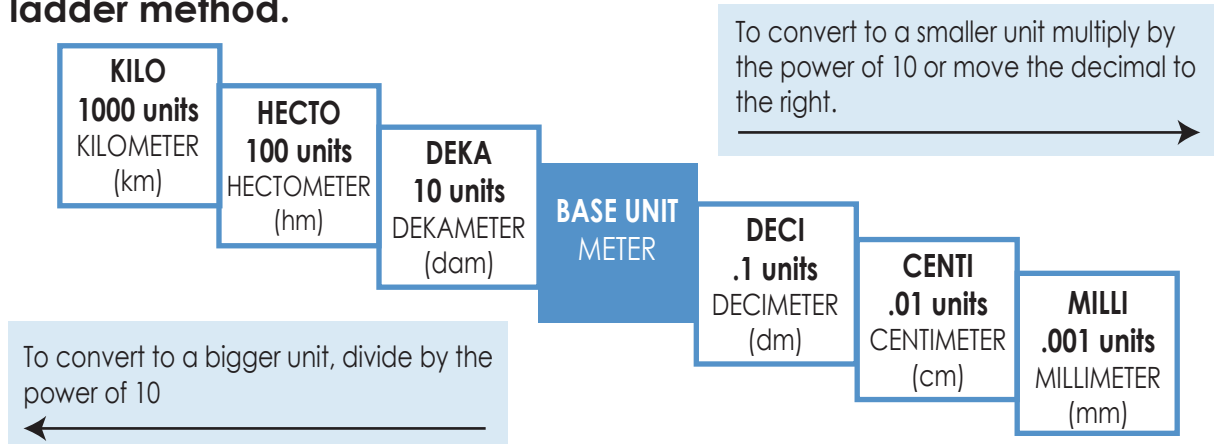 ladder method.
To convert to a smaller unit multiply by
the power of 10 or move the decimal to
the right.
KILO
1000 units
KILOMETER
(km)
HECTO
100 units
HECTOMETER
(hm)
DEKA
10 units
DEKAMETER
(dam)
BASE UNIT
METER
DECI
.1 units
DECIMETER
(dm)
CENTI
.01 units
CENTIMETER
(cm)
MILLI
.001 units
MILLIMETER
(mm)
To convert to a bigger unit, divide by the
power of 10